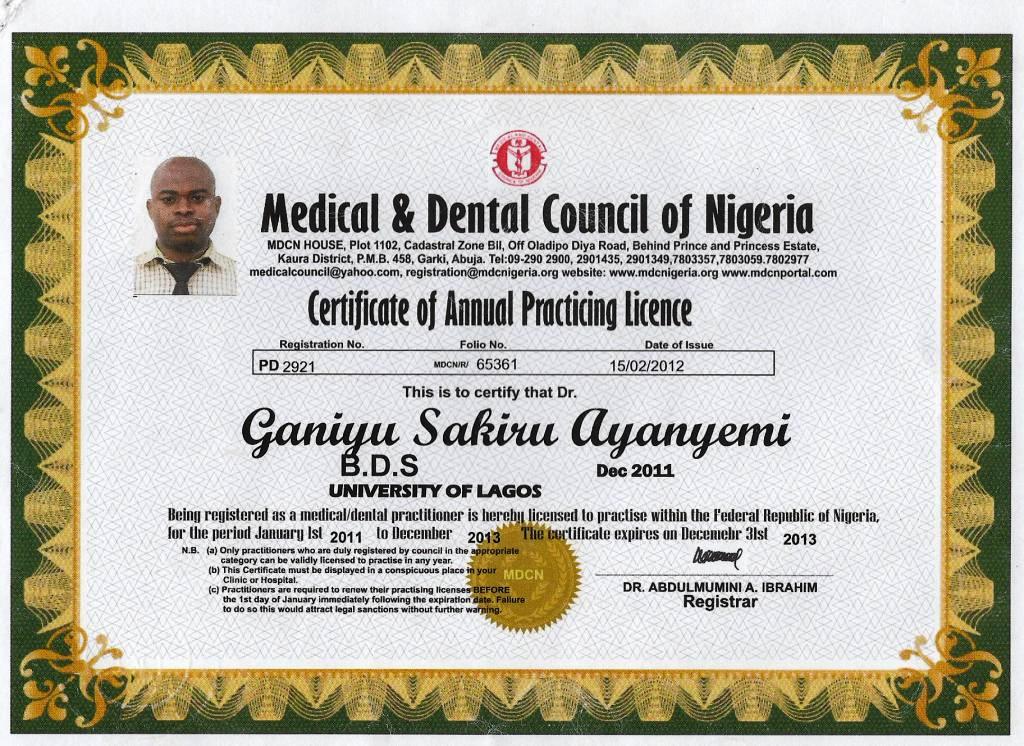 Medical & Dental Council of Nigeria
MDCN HOUSE, Plot 1102, Cadastral Zone BII, Off Oladipo Diya Road, Behind Prince and Princess Estate,
Kaura District, P.M.B. 458, Garki, Abuja. Tel:09-290 2900, 2901435, 2901349,7803357,7803059.7802977
medicalcouncil@yahoo.com, registration@mdcnigeria.org website: www.mdcnigeria.org www.mdcnportal.com
Certificate of Annual Practicing Licence
Registration No. Folio No. Date of Issue
PD 2921 MDCN/R/ 65361 15/02/2012
This is to certify that Dr.
Ganiyu Sakiru Ayanyemi
B.D.S Dec 2011
UNIVERSITY OF LAGOS
Being registered as a medical/dental practitioner is hereby licensed to practise within the Federal Republic of Nigeria,
for the period January 1st 2011 to December 2013 The certificate expires on Decemebr 31st 2013
N.B. (a) Only practitioners who are duly registered by council in the appropriate
category can be validly licensed to practise in any year.
(b) This Certificate must be displayed in a conspicuous place in your
Clinic or Hospital.
(c) Practitioners are required to renew their practising licenses BEFORE
the 1st day of January immediately following the expiration date. Failure
to do so this would attract legal sanctions without further warning.
MDCN
DR. ABDULMUMINI A. IBRAHIM
Registrar